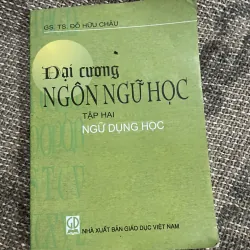 GS. TS. ĐỖ HỮU CHÂU
Đại cương
NGÔN NGỮ HỌC
TẬP HAI
NGỮ DỤNG HỌC
NHÀ XUẤT BẢN GIÁO DỤC VIỆT NAM